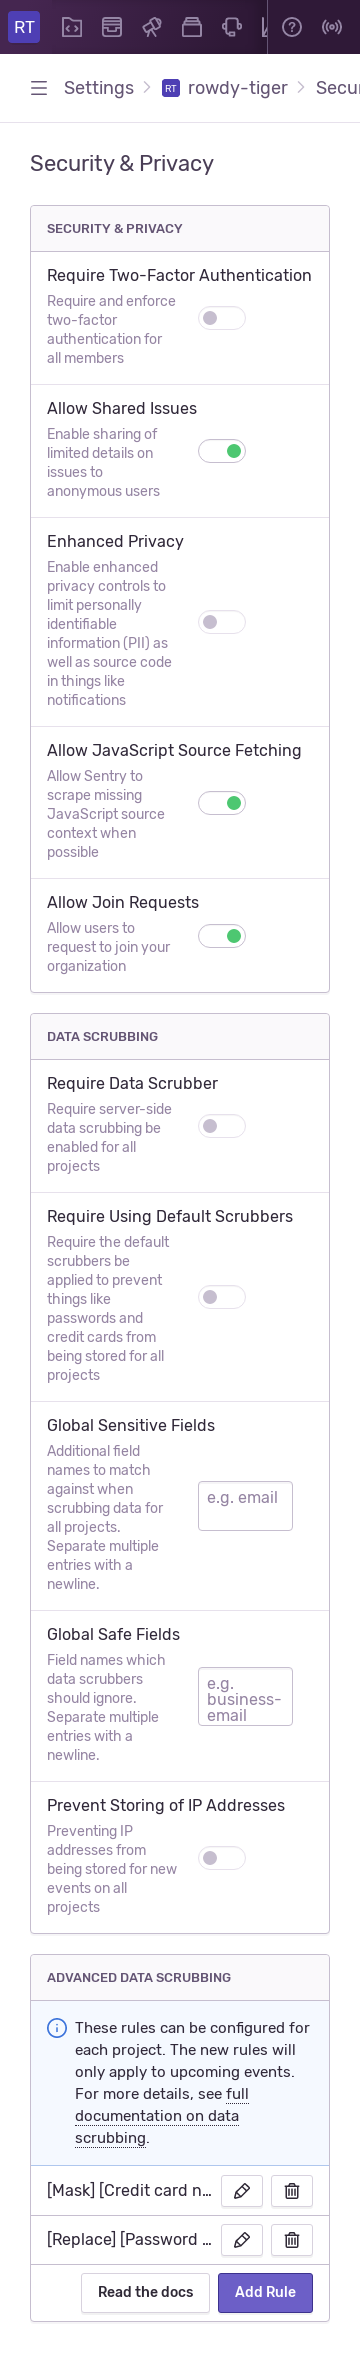 RT
Settings
RT
rowdy-tiger
Secu
Security & Privacy
SECURITY & PRIVACY
Require Two-Factor Authentication
Require and enforce
two-factor
authentication for
all members
Allow Shared Issues
Enable sharing of
limited details on
issues to
anonymous users
Enhanced Privacy
Enable enhanced
privacy controls to
limit personally
identifiable
information (PII) as
well as source code
in things like
notifications
Allow JavaScript Source Fetching
Allow Sentry to
scrape missing
JavaScript source
context when
possible
Allow Join Requests
Allow users to
request to join your
organization
DATA SCRUBBING
Require Data Scrubber
Require server-side
data scrubbing be
enabled for all
projects
Require Using Default Scrubbers
Require the default
scrubbers be
applied to prevent
things like
passwords and
credit cards from
being stored for all
projects
Global Sensitive Fields
Additional field
names to match
against when
scrubbing data for
all projects.
Separate multiple
entries with a
newline.
e.g. email
Global Safe Fields
Field names which
data scrubbers
should ignore.
Separate multiple
entries with a
newline.
e.g.
business-
email
Prevent Storing of IP Addresses
Preventing IP
addresses from
being stored for new
events on all
projects
ADVANCED DATA SCRUBBING
These rules can be configured for
each project. The new rules will
only apply to upcoming events.
For more details, see full
documentation on data
scrubbing.
[Mask] [Credit card n...
[Replace] [Password ...
Read the docs
Add Rule